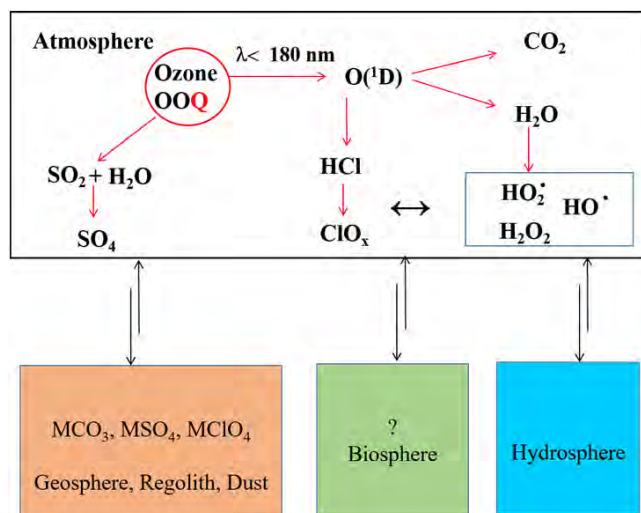 Atmosphere
λ< 180 nm
CO₂
Ozone
OOQ
O(¹D)
H₂O
HCl
SO₂ + H₂O
HO₂˙
HO˙
SO₄
ClOₓ
↔
H₂O₂
MCO₃, MSO₄, MClO₄
Geosphere, Regolith, Dust
?
Biosphere
Hydrosphere